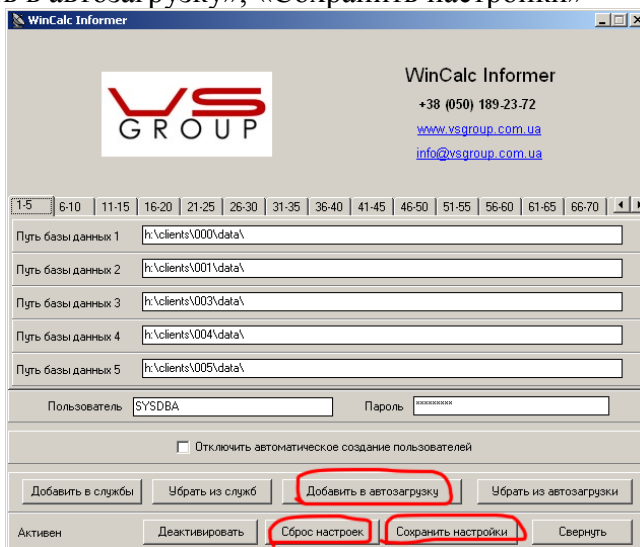 в в автозагрузку», «Сохранить настройки»
WinCalc Informer
VS
GROUP
WinCalc Informer
+38 (050) 189-23-72
www.vsgroup.com.ua
info@vsgroup.com.ua
1-5 6-10 11-15 16-20 21-25 26-30 31-35 36-40 41-45 46-50 51-55 56-60 61-65 66-70
Путь базы данных 1 h:\clients\000\data\
Путь базы данных 2 h:\clients\001\data\
Путь базы данных 3 h:\clients\003\data\
Путь базы данных 4 h:\clients\004\data\
Путь базы данных 5 h:\clients\005\data\
Пользователь SYSDBA Пароль ×××××××××
Отключить автоматическое создание пользователей
Добавить в службы Убрать из служб Добавить в автозагрузку Убрать из автозагрузки
Активен Деактивировать Сброс настроек Сохранить настройки Свернуть